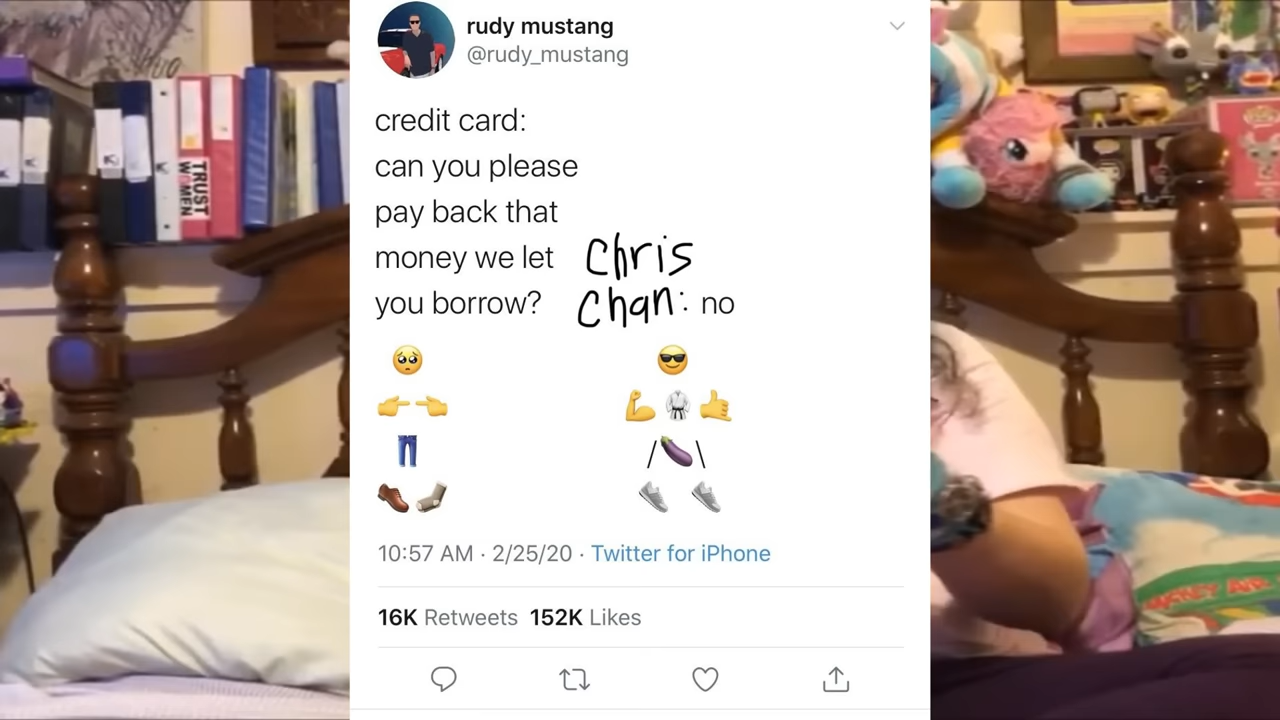 rudy mustang
@rudy_mustang
credit card:
can you please
pay back that
money we let Chris
you borrow? Chan: no
10:57 AM · 2/25/20 · Twitter for iPhone
16K Retweets 152K Likes
TRUST
WOMEN